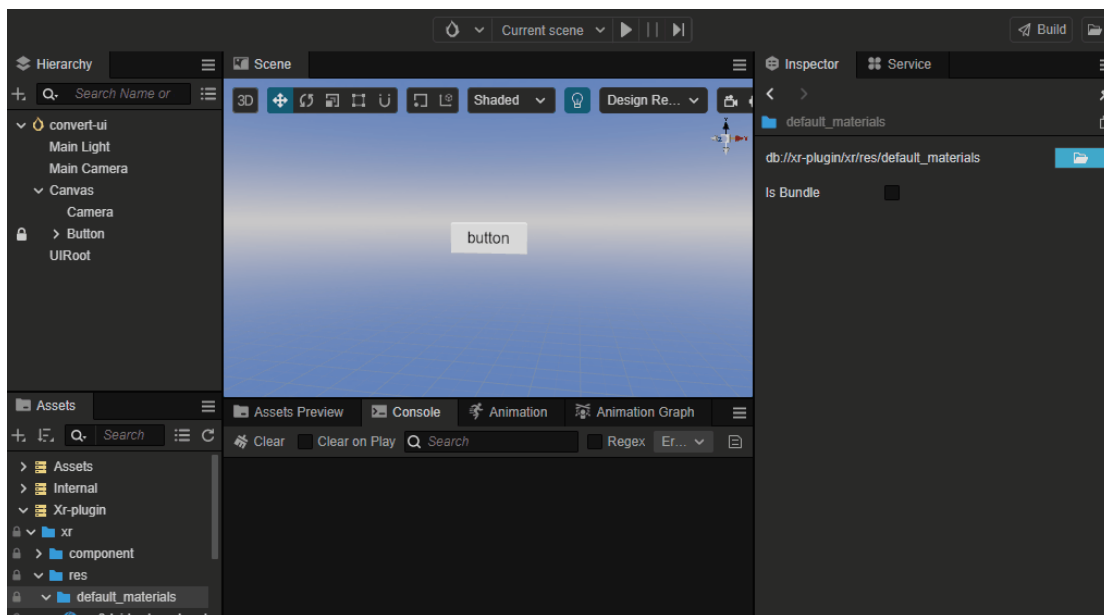 Current scene
Build
Hierarchy
Search Name or
convert-ui
Main Light
Main Camera
Canvas
Camera
Button
UIRoot
Scene
3D
Shaded
Design Re...
Y
button
Inspector
Service
default_materials
db://xr-plugin/xr/res/default_materials
Is Bundle
Assets
Search
Assets
Internal
Xr-plugin
xr
component
res
default_materials
Assets Preview
Console
Animation
Animation Graph
Clear
Clear on Play
Search
Regex
Er...